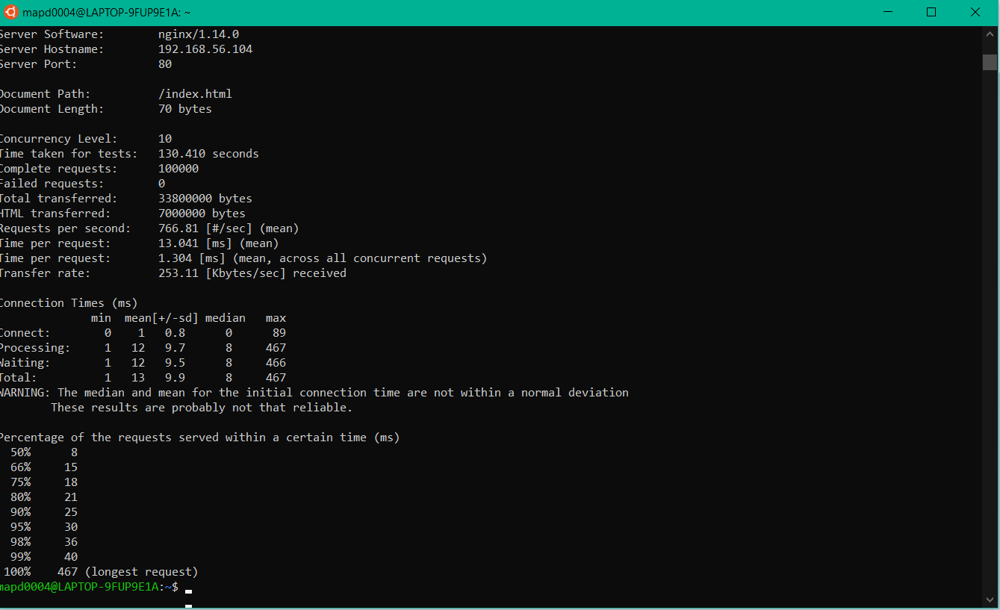 mapd0004@LAPTOP-9FUP9E1A: ~
Server Software:        nginx/1.14.0
Server Hostname:        192.168.56.104
Server Port:            80

Document Path:          /index.html
Document Length:        70 bytes

Concurrency Level:      10
Time taken for tests:   130.410 seconds
Complete requests:      100000
Failed requests:        0
Total transferred:      33800000 bytes
HTML transferred:       7000000 bytes
Requests per second:    766.81 [#/sec] (mean)
Time per request:       13.041 [ms] (mean)
Time per request:       1.304 [ms] (mean, across all concurrent requests)
Transfer rate:          253.11 [Kbytes/sec] received

Connection Times (ms)
              min  mean[+/-sd] median   max
Connect:        0    1   0.8      0      89
Processing:     1   12   9.7      8     467
Waiting:        1   12   9.5      8     466
Total:          1   13   9.9      8     467
WARNING: The median and mean for the initial connection time are not within a normal deviation
        These results are probably not that reliable.

Percentage of the requests served within a certain time (ms)
  50%      8
  66%     15
  75%     18
  80%     21
  90%     25
  95%     30
  98%     36
  99%     40
 100%    467 (longest request)
mapd0004@LAPTOP-9FUP9E1A:~$